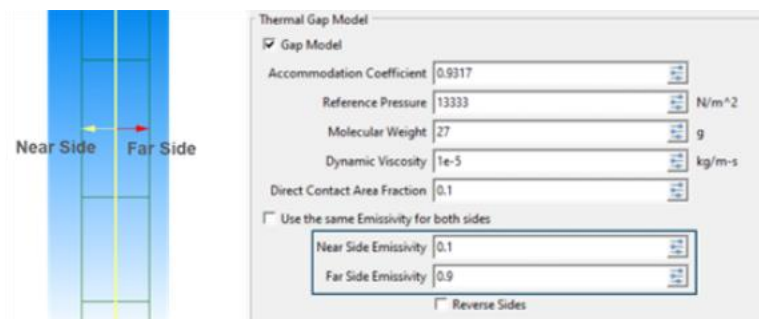 Near Side Far Side
Thermal Gap Model
Gap Model
Accommodation Coefficient 0.9317
Reference Pressure 13333 N/m^2
Molecular Weight 27 g
Dynamic Viscosity 1e-5 kg/m-s
Direct Contact Area Fraction 0.1
Use the same Emissivity for both sides
Near Side Emissivity 0.1
Far Side Emissivity 0.9
Reverse Sides